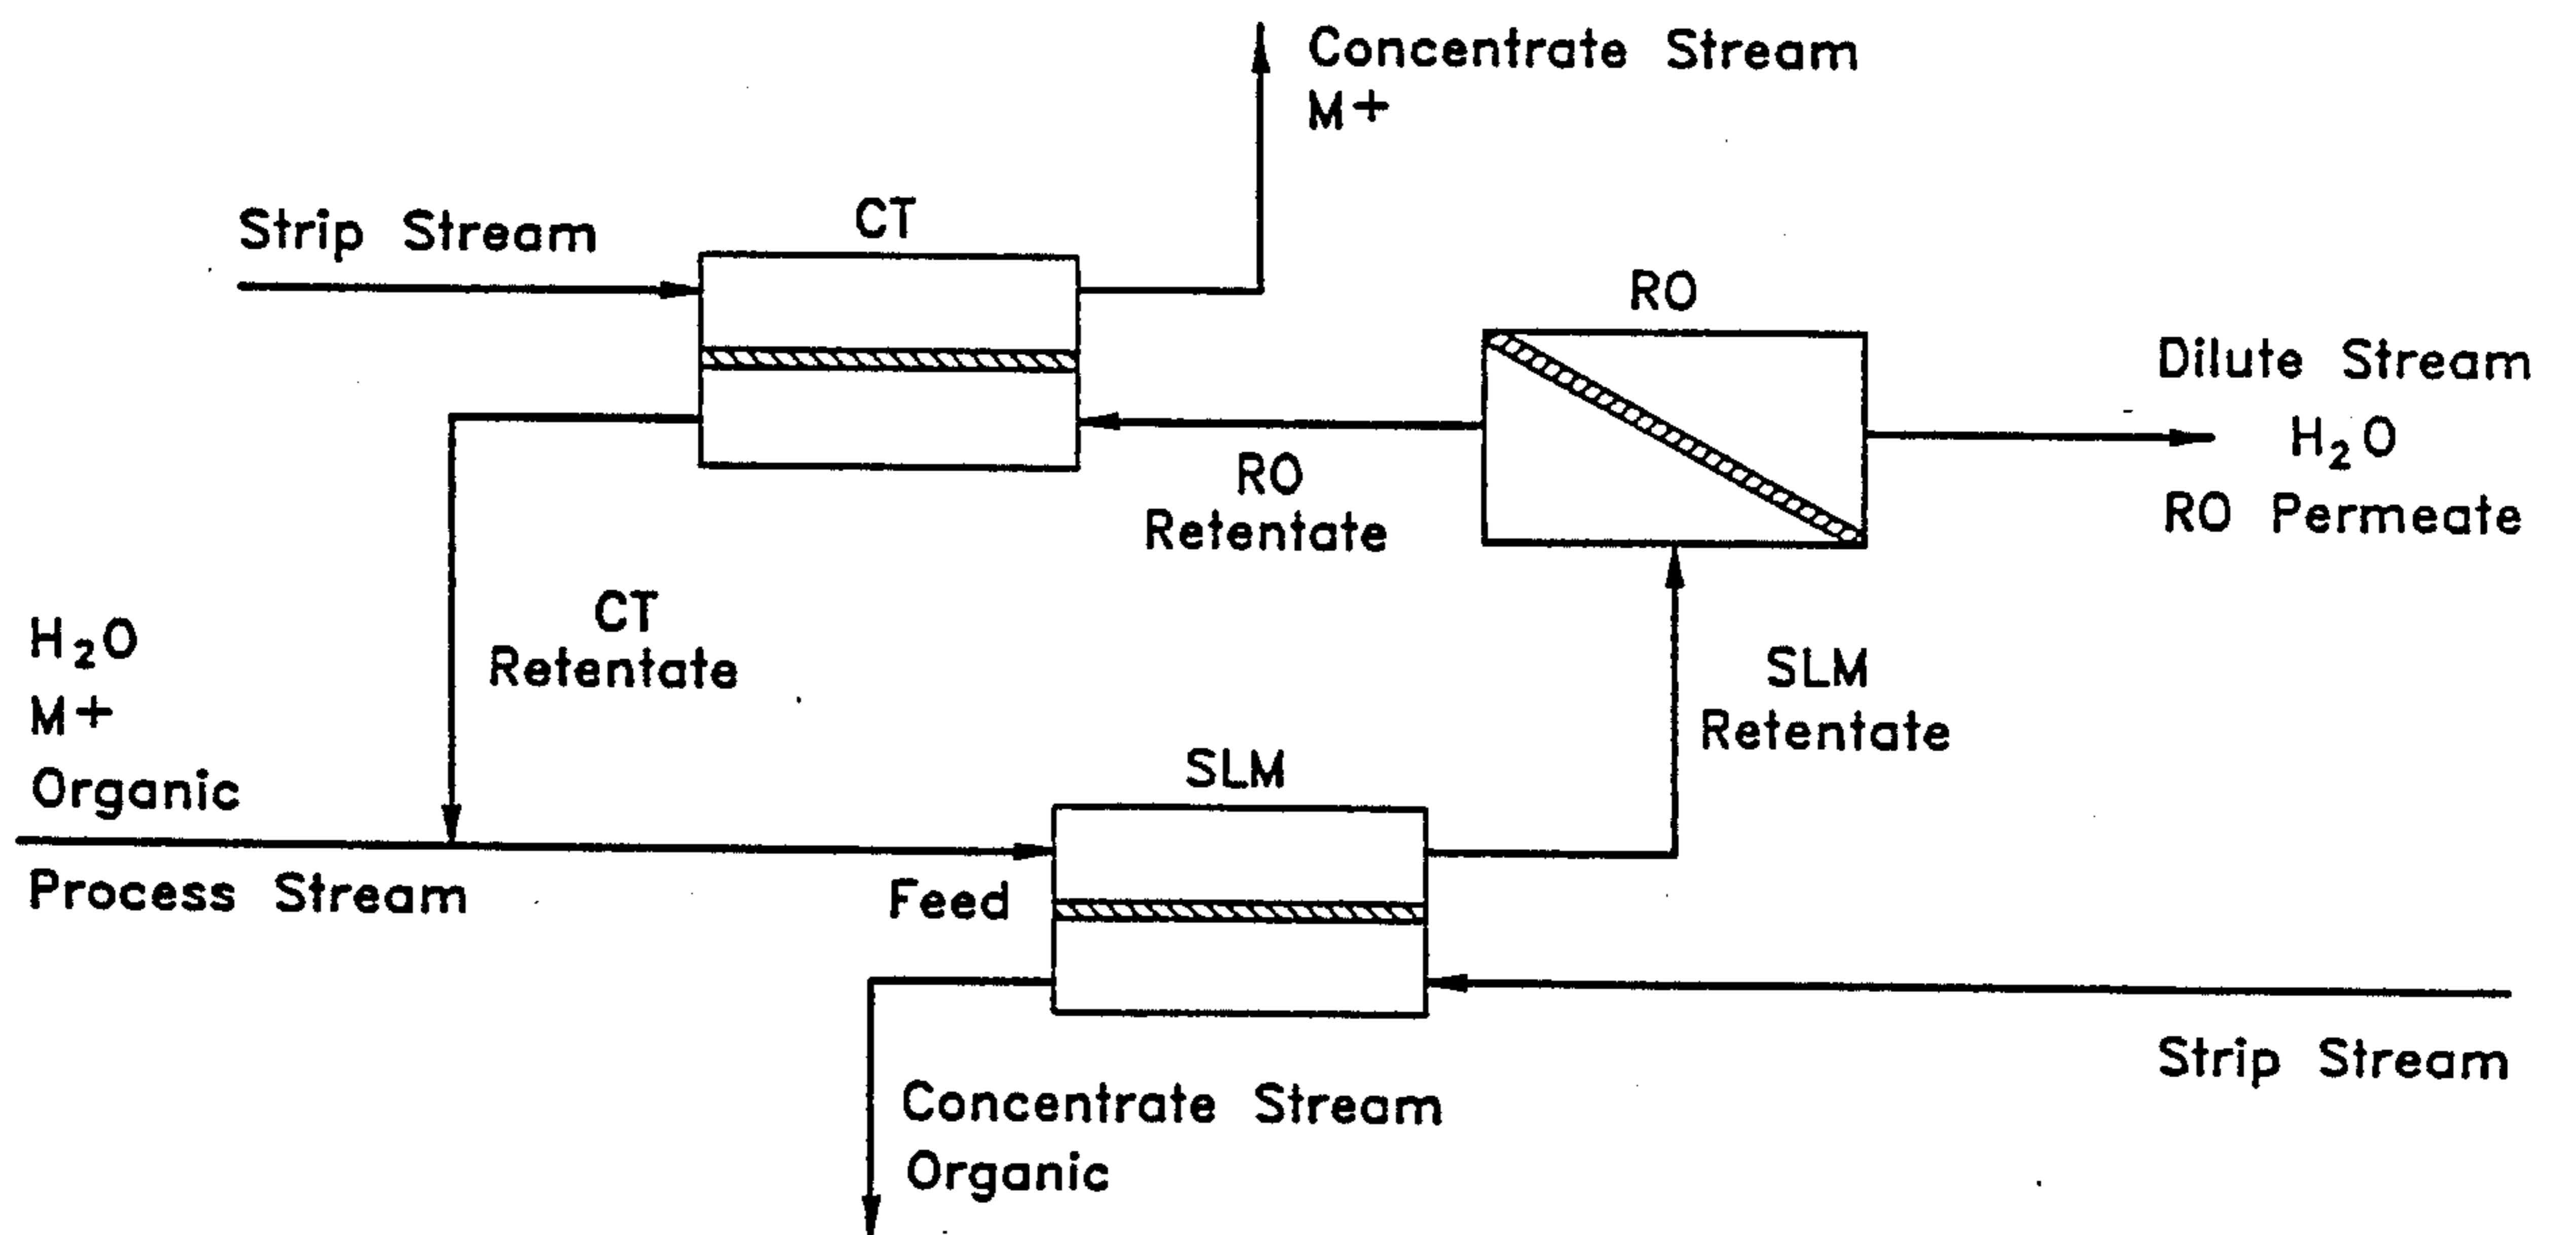 Concentrate Stream
M+
Strip Stream
CT
RO
Dilute Stream
H2O
RO Permeate
RO
Retentate
CT
Retentate
H2O
M+
Organic
SLM
Retentate
SLM
Process Stream
Feed
Strip Stream
Concentrate Stream
Organic